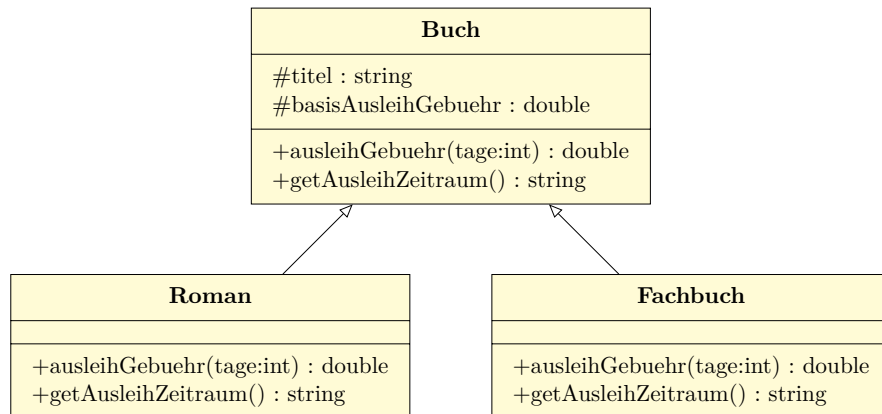 Buch
#titel : string
#basisAusleihGebuehr : double
+ausleihGebuehr(tage:int) : double
+getAusleihZeitraum() : string
Roman
+ausleihGebuehr(tage:int) : double
+getAusleihZeitraum() : string
Fachbuch
+ausleihGebuehr(tage:int) : double
+getAusleihZeitraum() : string